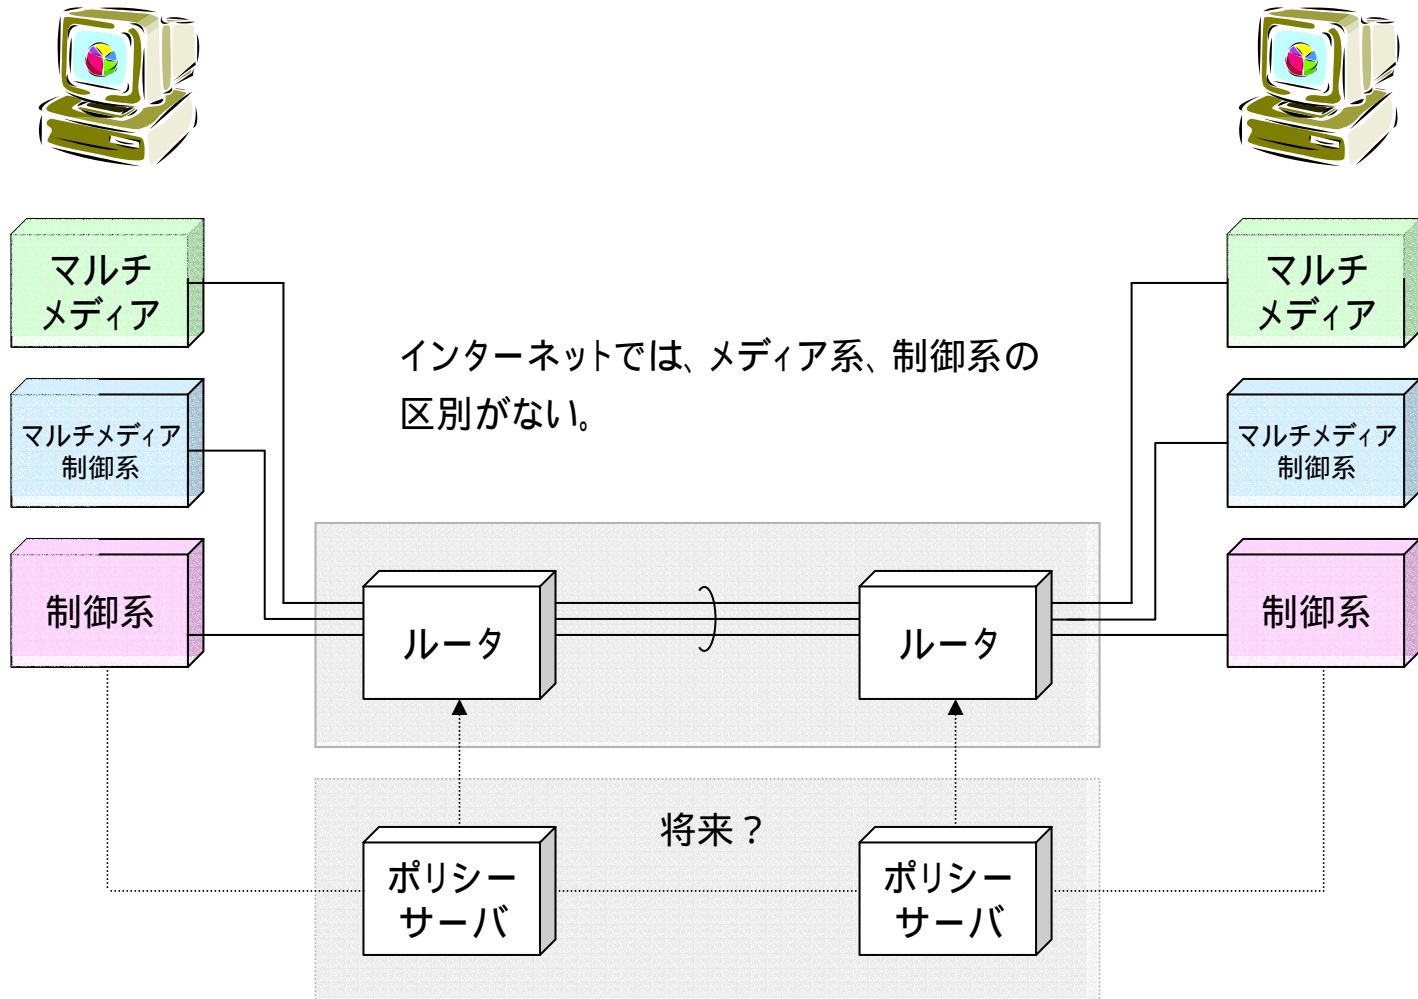 マルチ
メディア
マルチ
メディア
インターネットでは、メディア系、制御系の
区別がない。
マルチメディア
制御系
マルチメディア
制御系
制御系
ルータ
ルータ
制御系
将来？
ポリシー
サーバ
ポリシー
サーバ